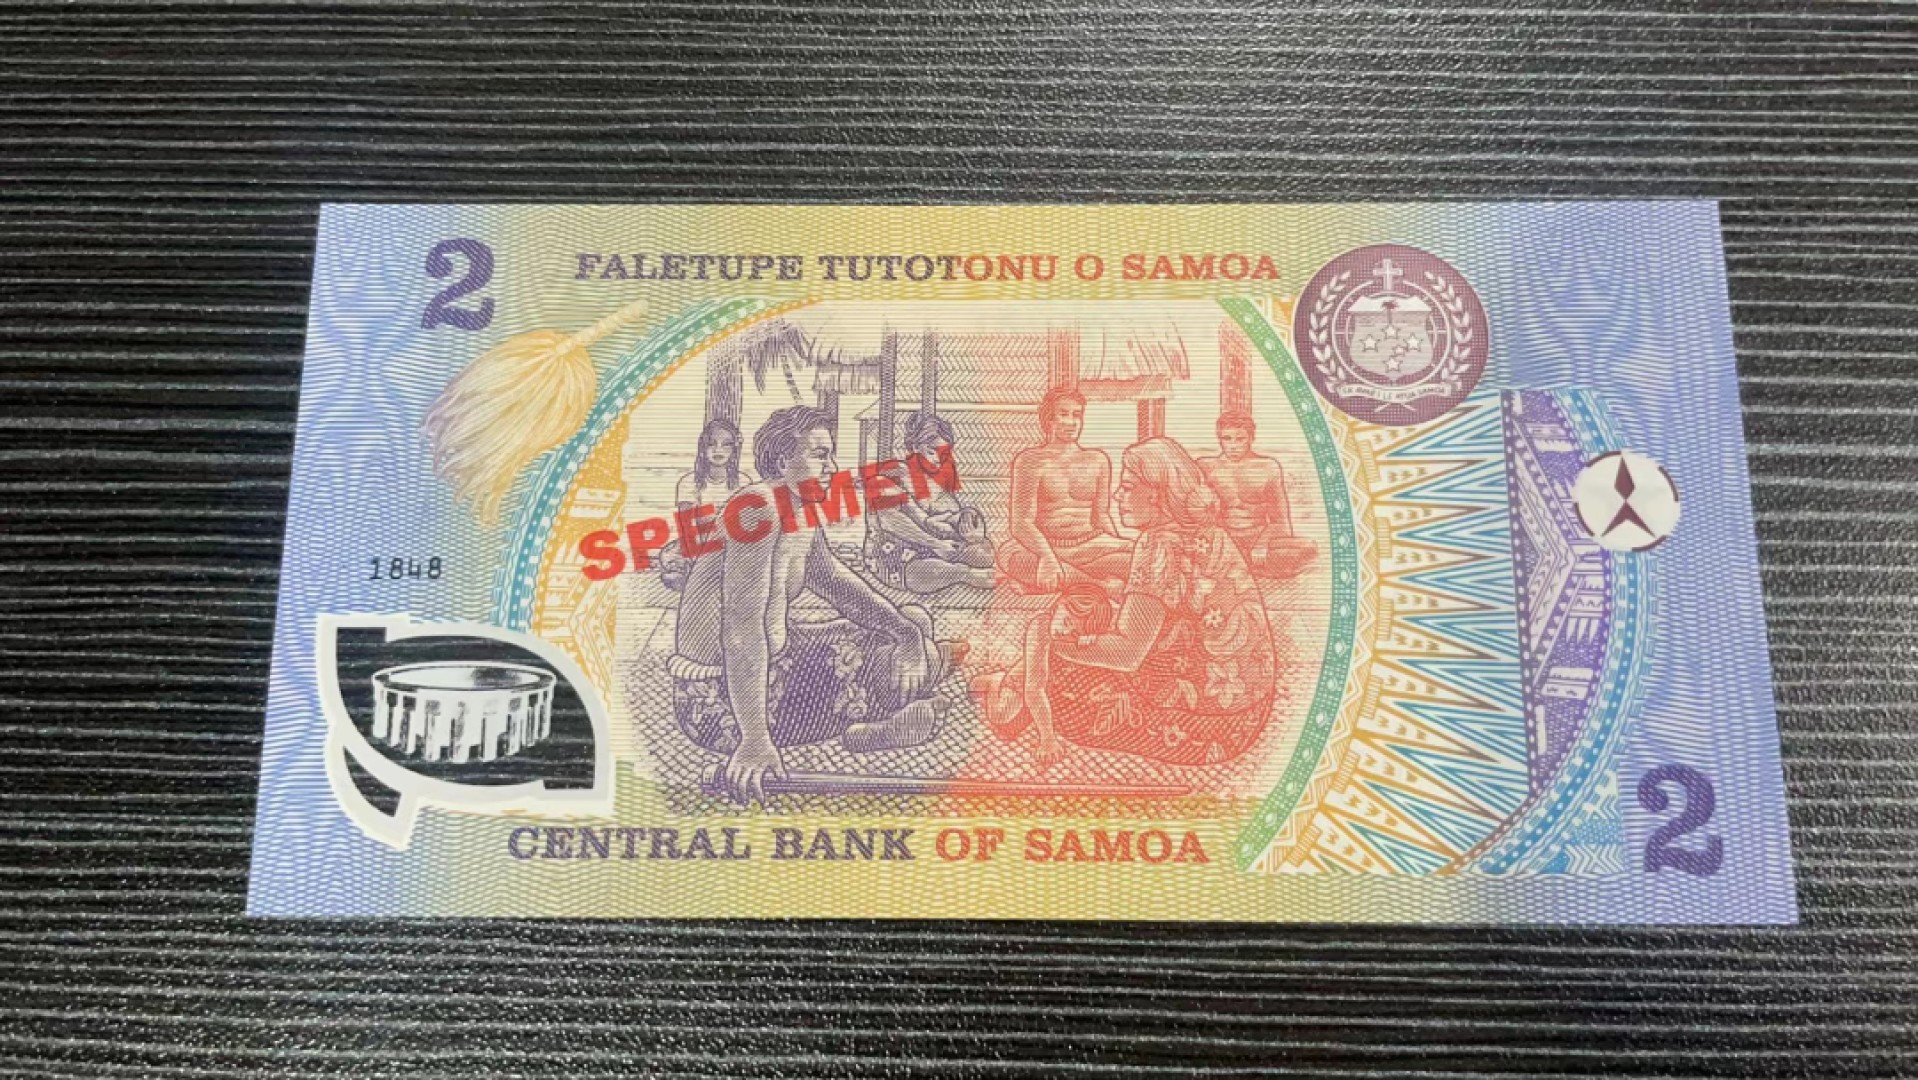 2
FALETUPE TUTOTONU O SAMOA
SPECIMEN
1848
CENTRAL BANK OF SAMOA
2